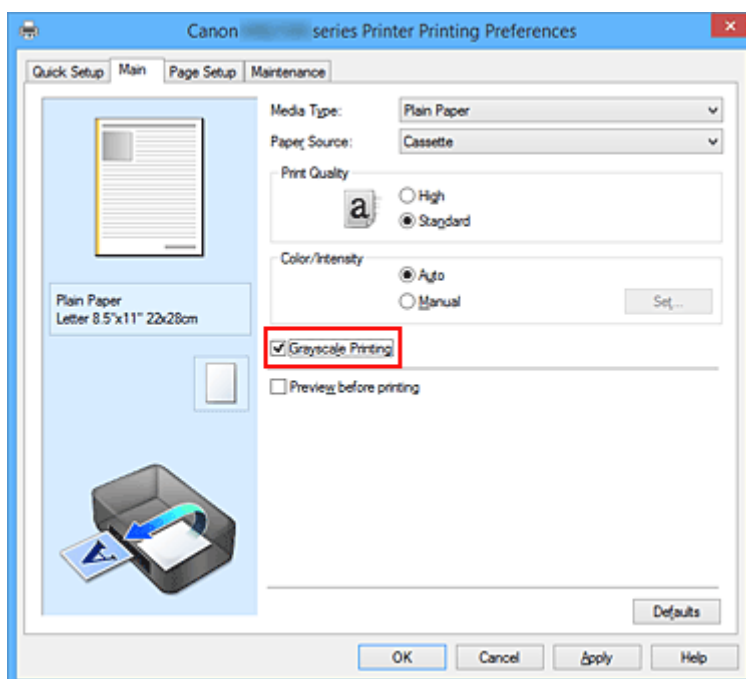 Canon series Printer Printing Preferences
Quick Setup Main Page Setup Maintenance
Media Type: Plain Paper
Paper Source: Cassette
Print Quality
a
High
Standard
Color/Intensity
Auto
Manual Set...
Plain Paper
Letter 8.5"x11" 22x28cm
Grayscale Printing
Preview before printing
A
Defaults
OK Cancel Apply Help